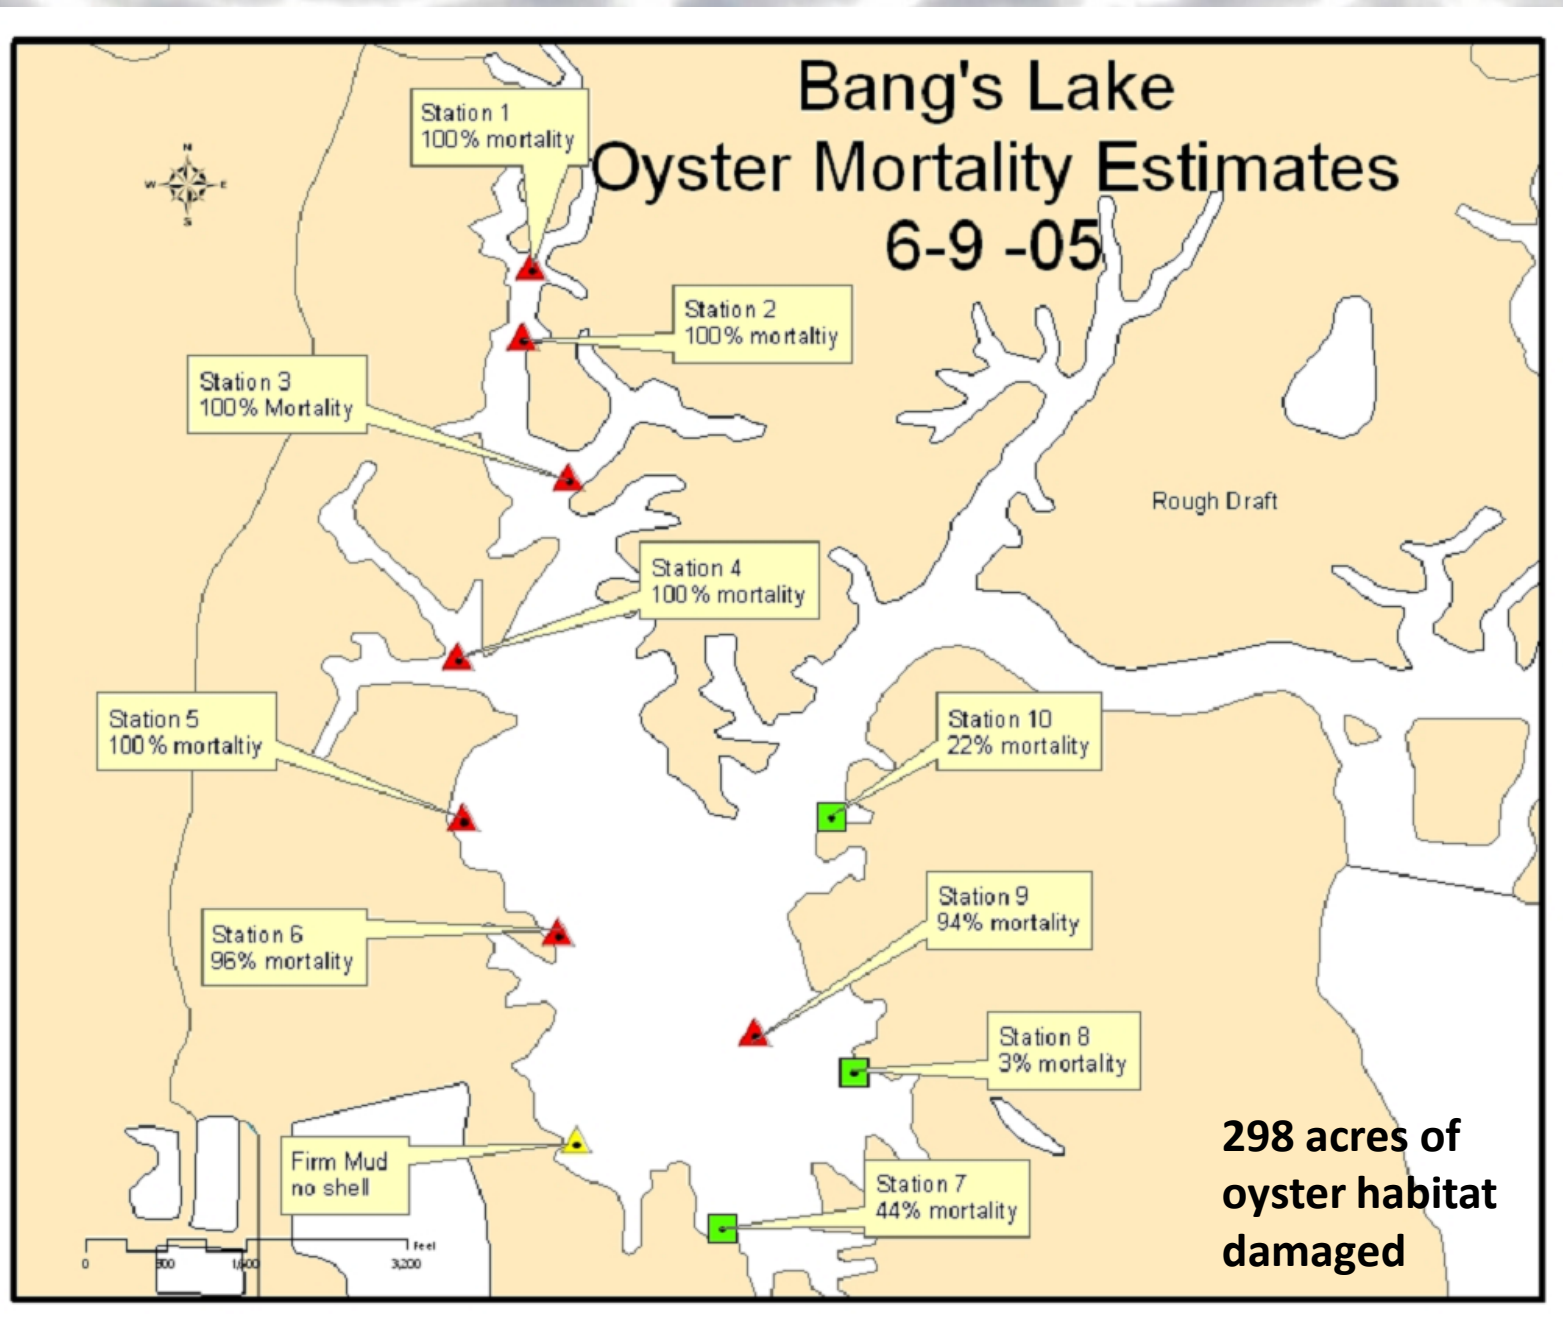 Bang's Lake
Oyster Mortality Estimates
6-9 -05
N
W
E
S
Station 1
100% mortality
Station 2
100% mortaltiy
Station 3
100% Mortality
Station 4
100% mortality
Station 5
100% mortaltiy
Station 6
96% mortality
Rough Draft
Station 10
22% mortality
Station 9
94% mortality
Station 8
3% mortality
Station 7
44% mortality
Firm Mud
no shell
298 acres of
oyster habitat
damaged
Feet
0
800
1,600
3,200